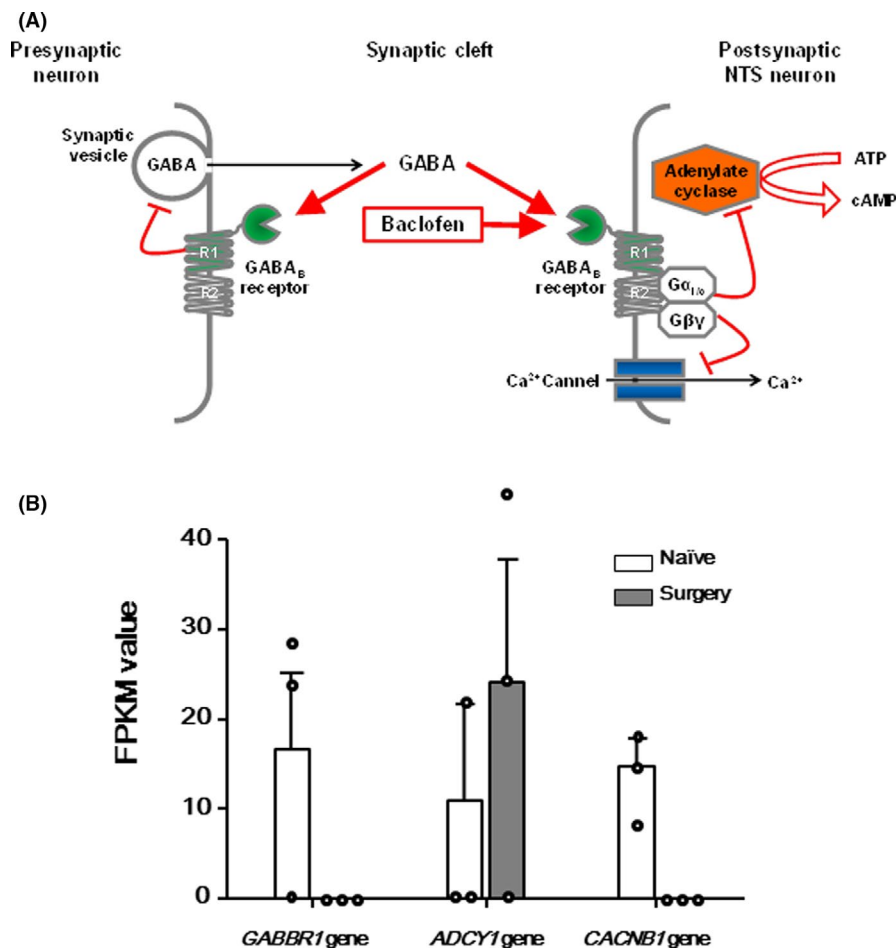 (A)
Presynaptic
neuron
Synaptic cleft
Postsynaptic
NTS neuron
Synaptic
vesicle
GABA
GABA
Baclofen
Adenylate
cyclase
ATP
cAMP
R1
R2
GABAB
receptor
GABAB
receptor
R1
R2
Gαi/o
Gβγ
Ca²⁺ Cannel
Ca²⁺
(B)
FPKM value
40
30
20
10
0
Naïve
Surgery
GABBR1 gene
ADCY1 gene
CACNB1 gene